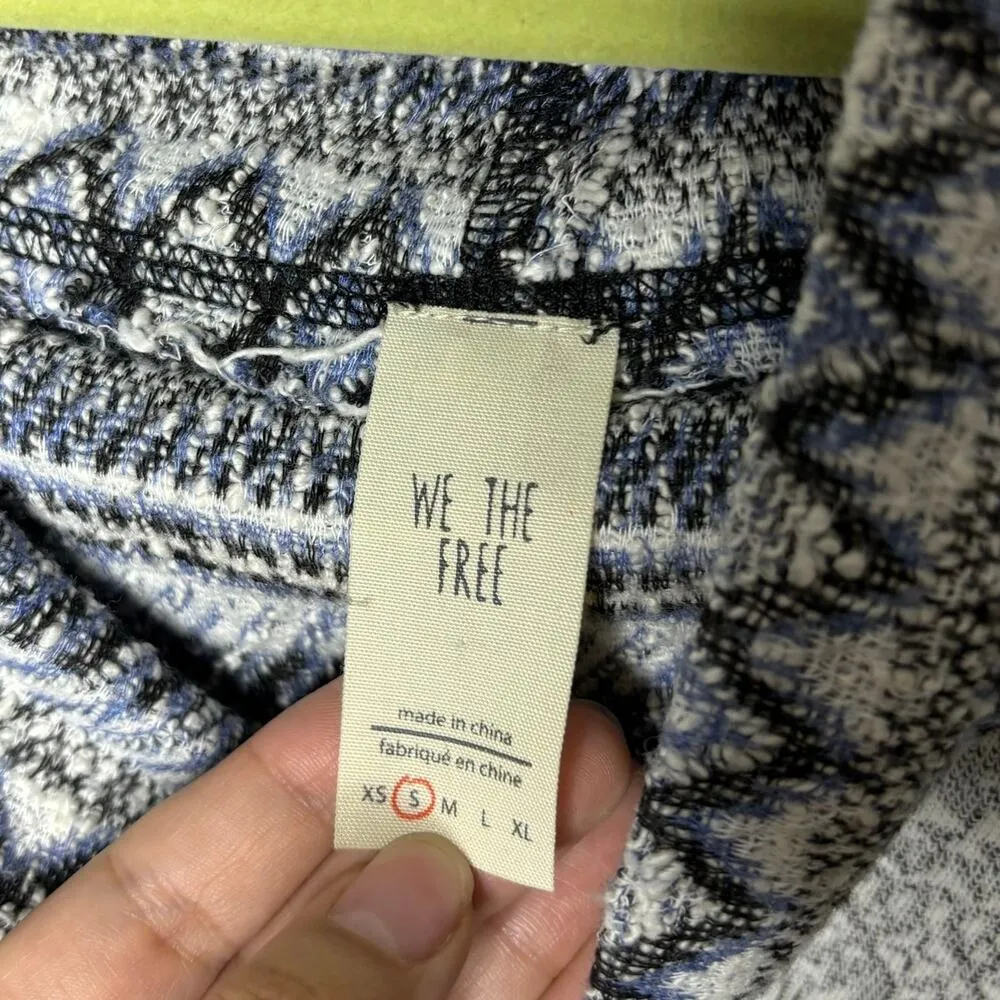 WE THE
FREE
made in china
fabriqué en chine
XS S M L XL